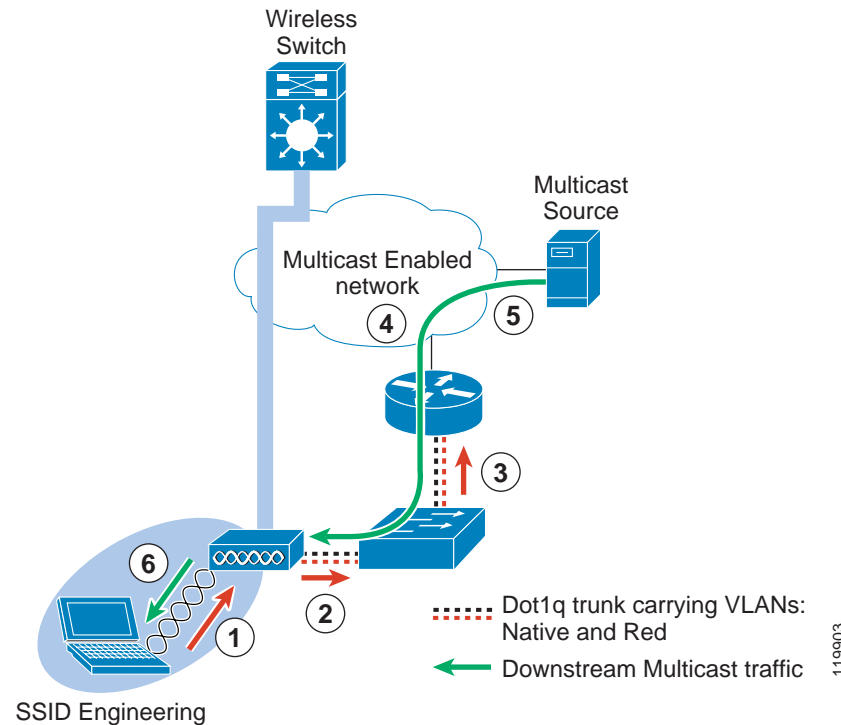 Wireless
Switch
Multicast
Source
Multicast Enabled
network
4
5
3
6
2
1
Dot1q trunk carrying VLANs:
Native and Red
Downstream Multicast traffic
SSID Engineering
119903